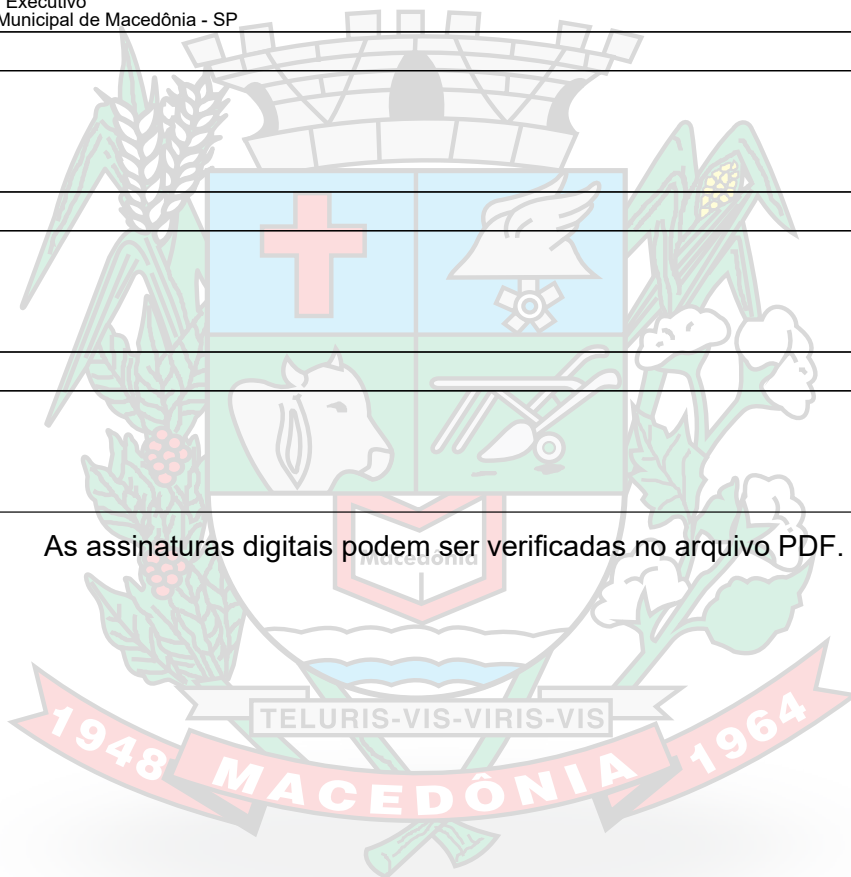 Executivo
Municipal de Macedônia - SP
As assinaturas digitais podem ser verificadas no arquivo PDF.
Macedônia
TELURIS-VIS-VIRIS-VIS
1948 MACEDÔNIA 1964